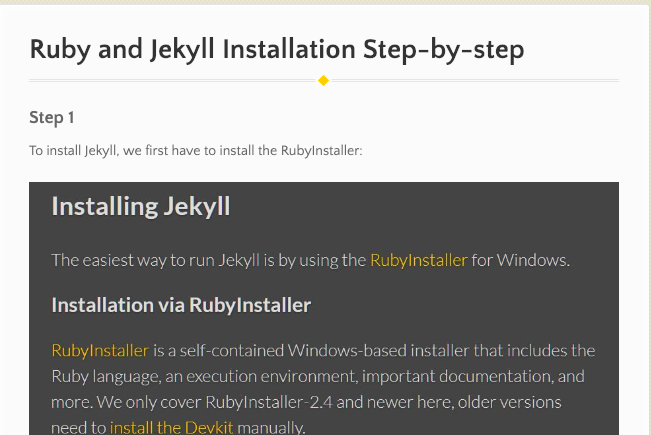 Ruby and Jekyll Installation Step-by-step
Step 1
To install Jekyll, we first have to install the RubyInstaller:
Installing Jekyll
The easiest way to run Jekyll is by using the RubyInstaller for Windows.
Installation via RubyInstaller
RubyInstaller is a self-contained Windows-based installer that includes the
Ruby language, an execution environment, important documentation, and
more. We only cover RubyInstaller-2.4 and newer here, older versions
need to install the Devkit manually.